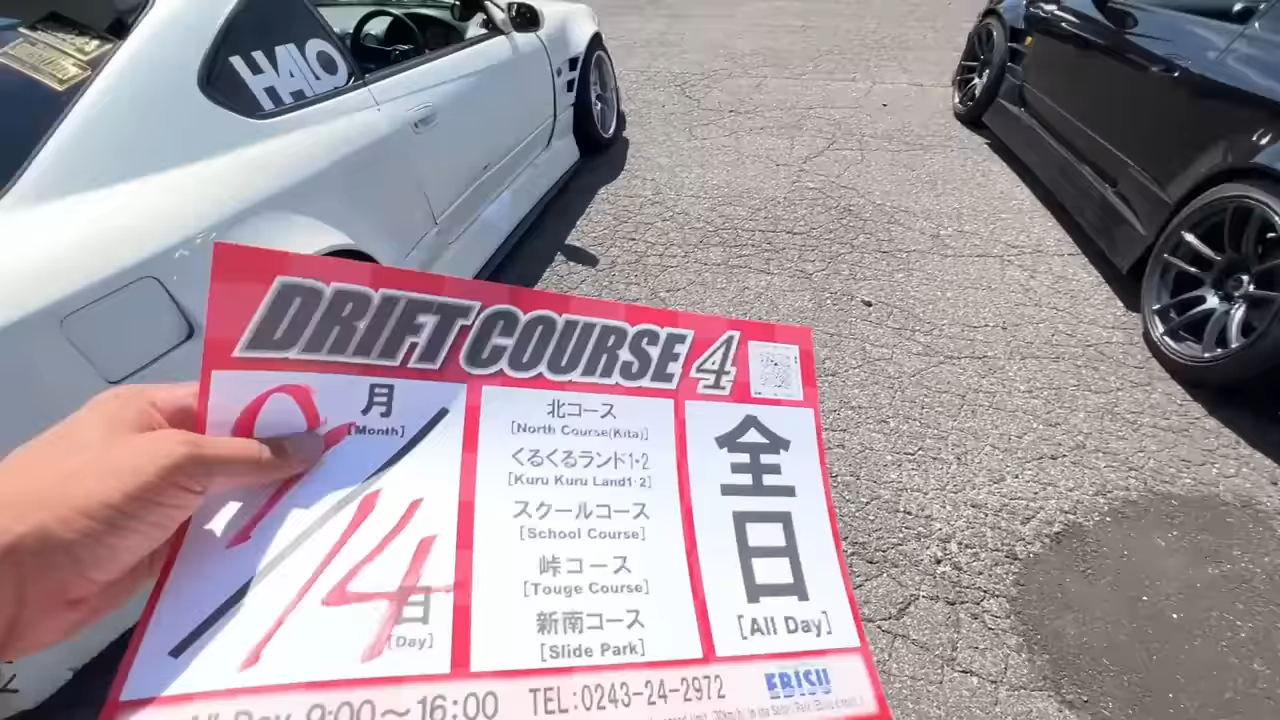 HALO
DRIFT COURSE 4
9/14
月
[Month]
日
[Day]
北コース
[North Course(Kita)]
くるくるランド1・2
[Kuru Kuru Land1・2]
スクールコース
[School Course]
峠コース
[Touge Course]
新南コース
[Slide Park]
全日
[All Day]
All Day 9:00～16:00
TEL:0243-24-2972
EBISU